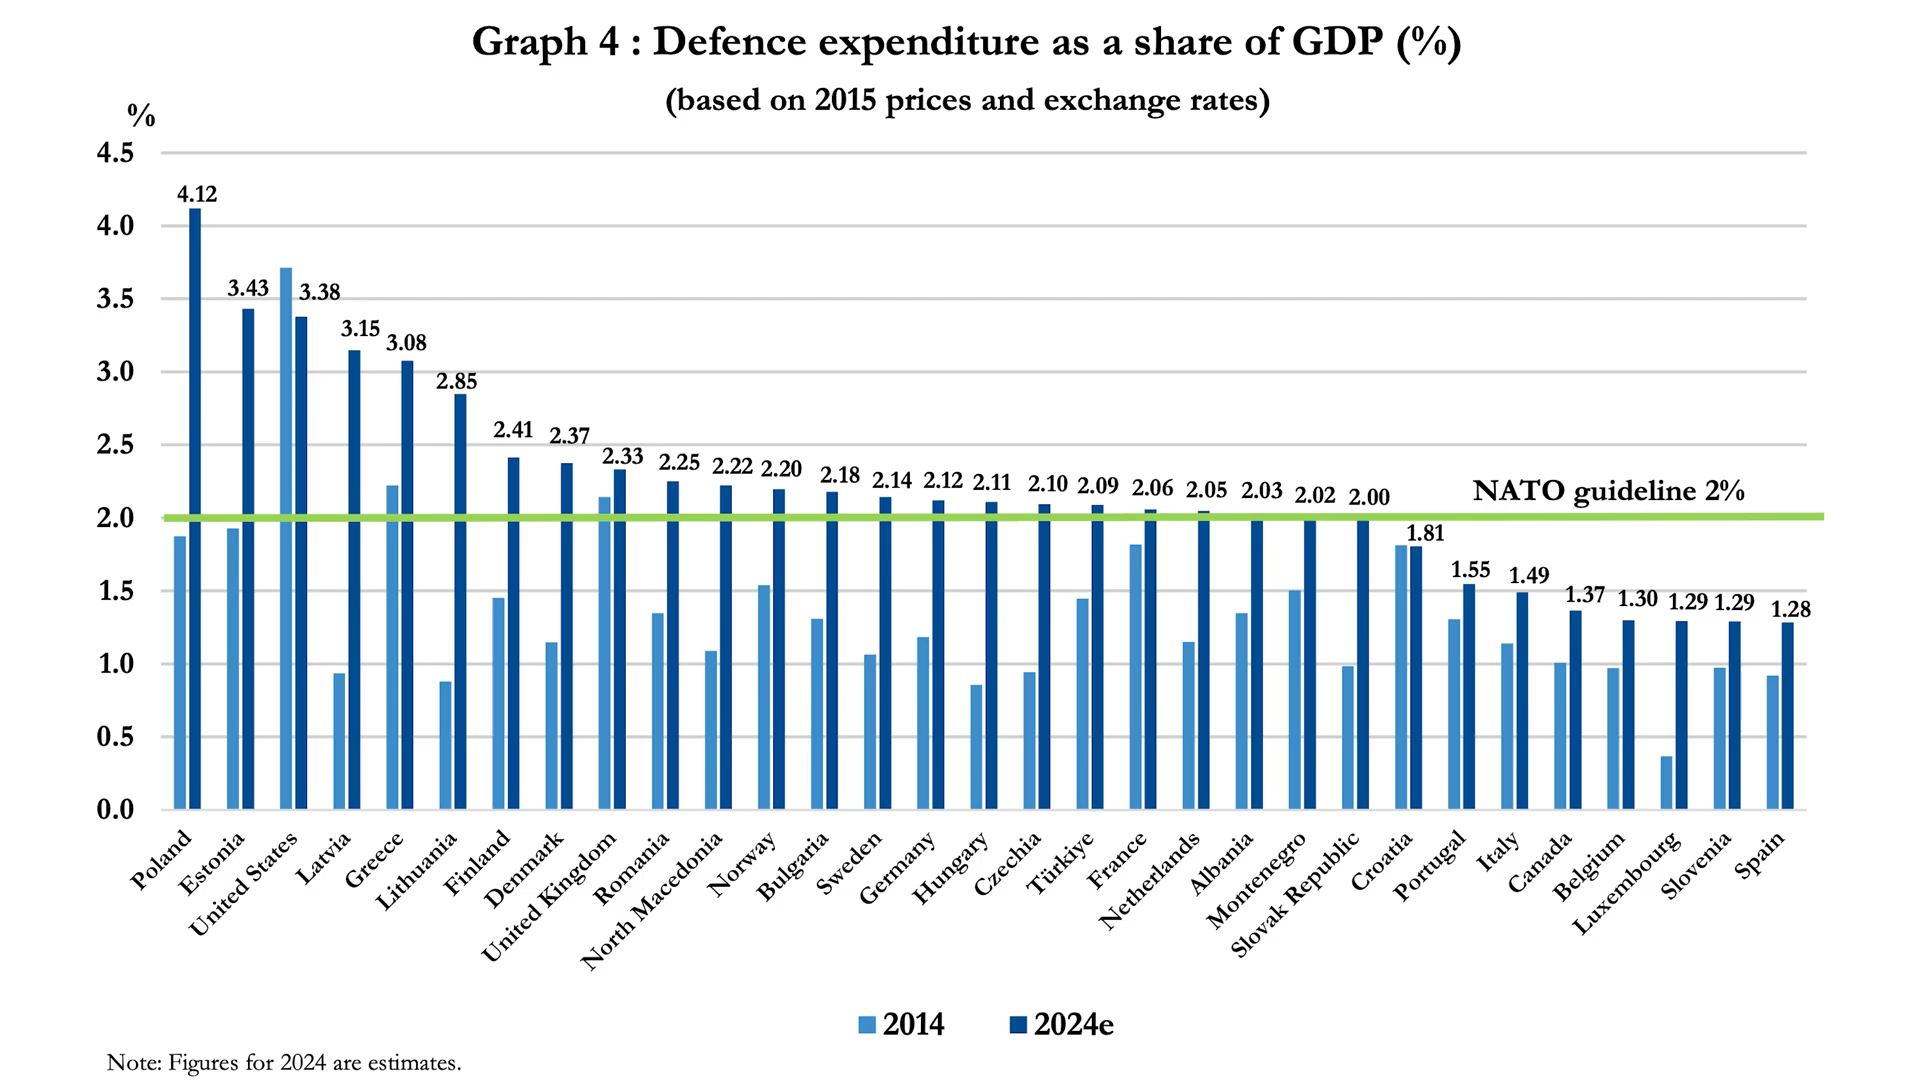 Graph 4 : Defence expenditure as a share of GDP (%)
(based on 2015 prices and exchange rates)
%
4.5
4.0
3.5
3.0
2.5
2.0
1.5
1.0
0.5
0.0
4.12
3.43
3.38
3.15
3.08
2.85
2.41
2.37
2.33
2.25
2.22
2.20
2.18
2.14
2.12
2.11
2.10
2.09
2.06
2.05
2.03
2.02
2.00
1.81
1.55
1.49
1.37
1.30
1.29
1.29
1.28
NATO guideline 2%
Poland
Estonia
United States
Latvia
Greece
Lithuania
Finland
Denmark
United Kingdom
Romania
North Macedonia
Norway
Bulgaria
Sweden
Germany
Hungary
Czechia
Türkiye
France
Netherlands
Albania
Montenegro
Slovak Republic
Croatia
Portugal
Italy
Canada
Belgium
Luxembourg
Slovenia
Spain
2014
2024e
Note: Figures for 2024 are estimates.